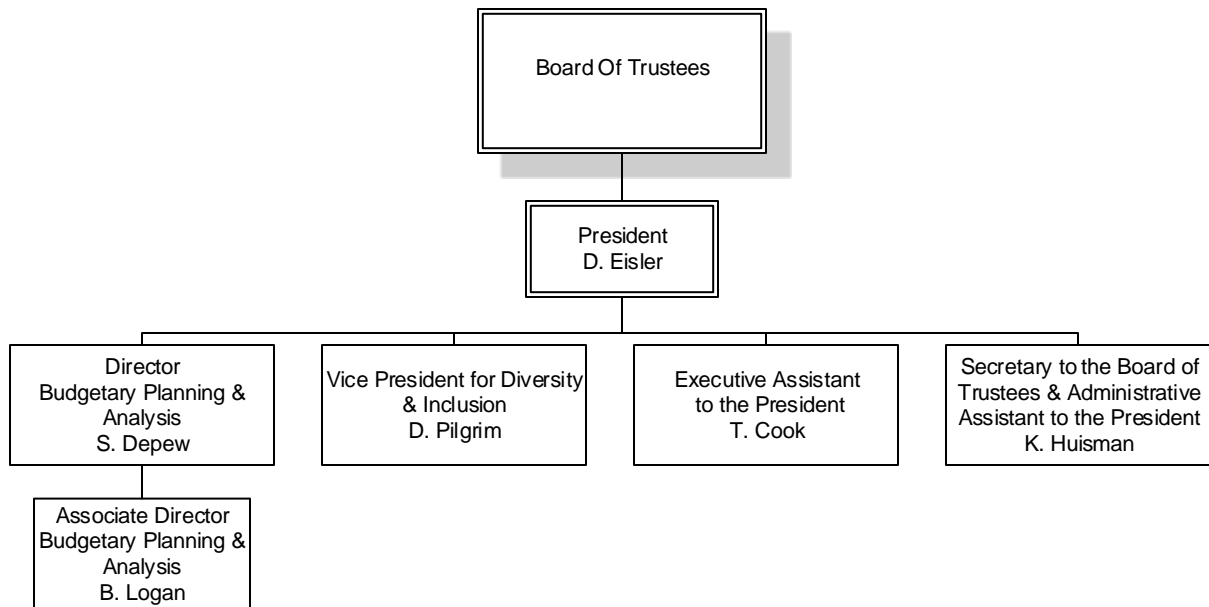 Board Of Trustees
President
D. Eisler
Director
Budgetary Planning &
Analysis
S. Depew
Vice President for Diversity
& Inclusion
D. Pilgrim
Executive Assistant
to the President
T. Cook
Secretary to the Board of
Trustees & Administrative
Assistant to the President
K. Huisman
Associate Director
Budgetary Planning &
Analysis
B. Logan